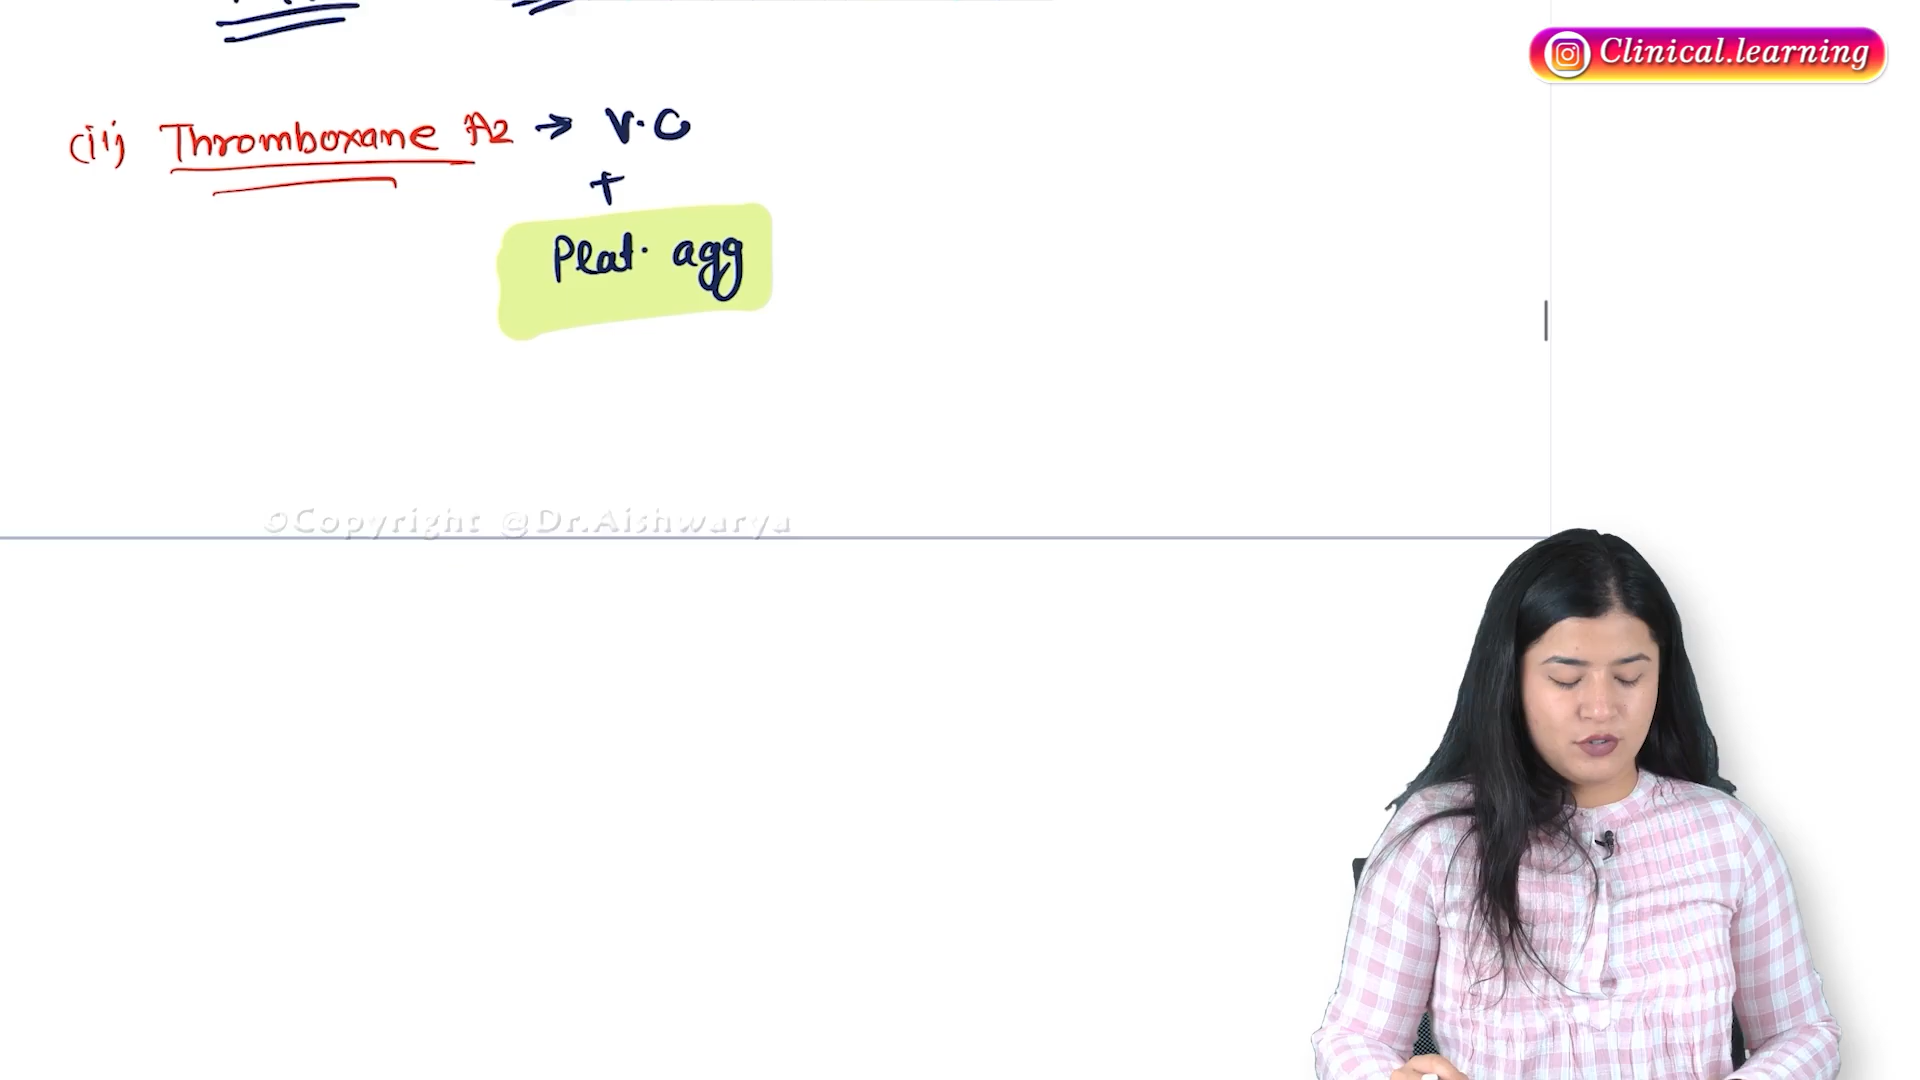 Clinical.learning
(ii) Thromboxane A2 → V.C
+
Plat. agg
©Copyright @Dr.Aishwarya